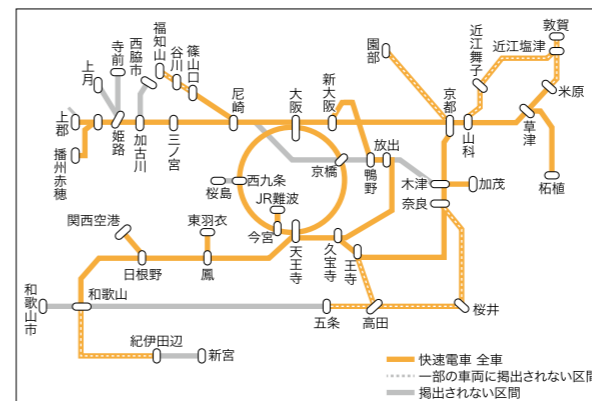 上月
寺前
西脇市
福知山
谷川
篠山口
尼崎
大阪
新大阪
園部
京都
山科
近江舞子
近江塩津
敦賀
米原
草津
柘植
上郡
播州赤穂
姫路
加古川
三ノ宮
京橋
鴨野
放出
木津
加茂
奈良
桜島
西九条
JR難波
今宮
天王寺
久宝寺
王寺
関西空港
東羽衣
日根野
鳳
和歌山市
和歌山
五条
高田
桜井
紀伊田辺
新宮
快速電車 全車
一部の車両に掲出されない区間
掲出されない区間